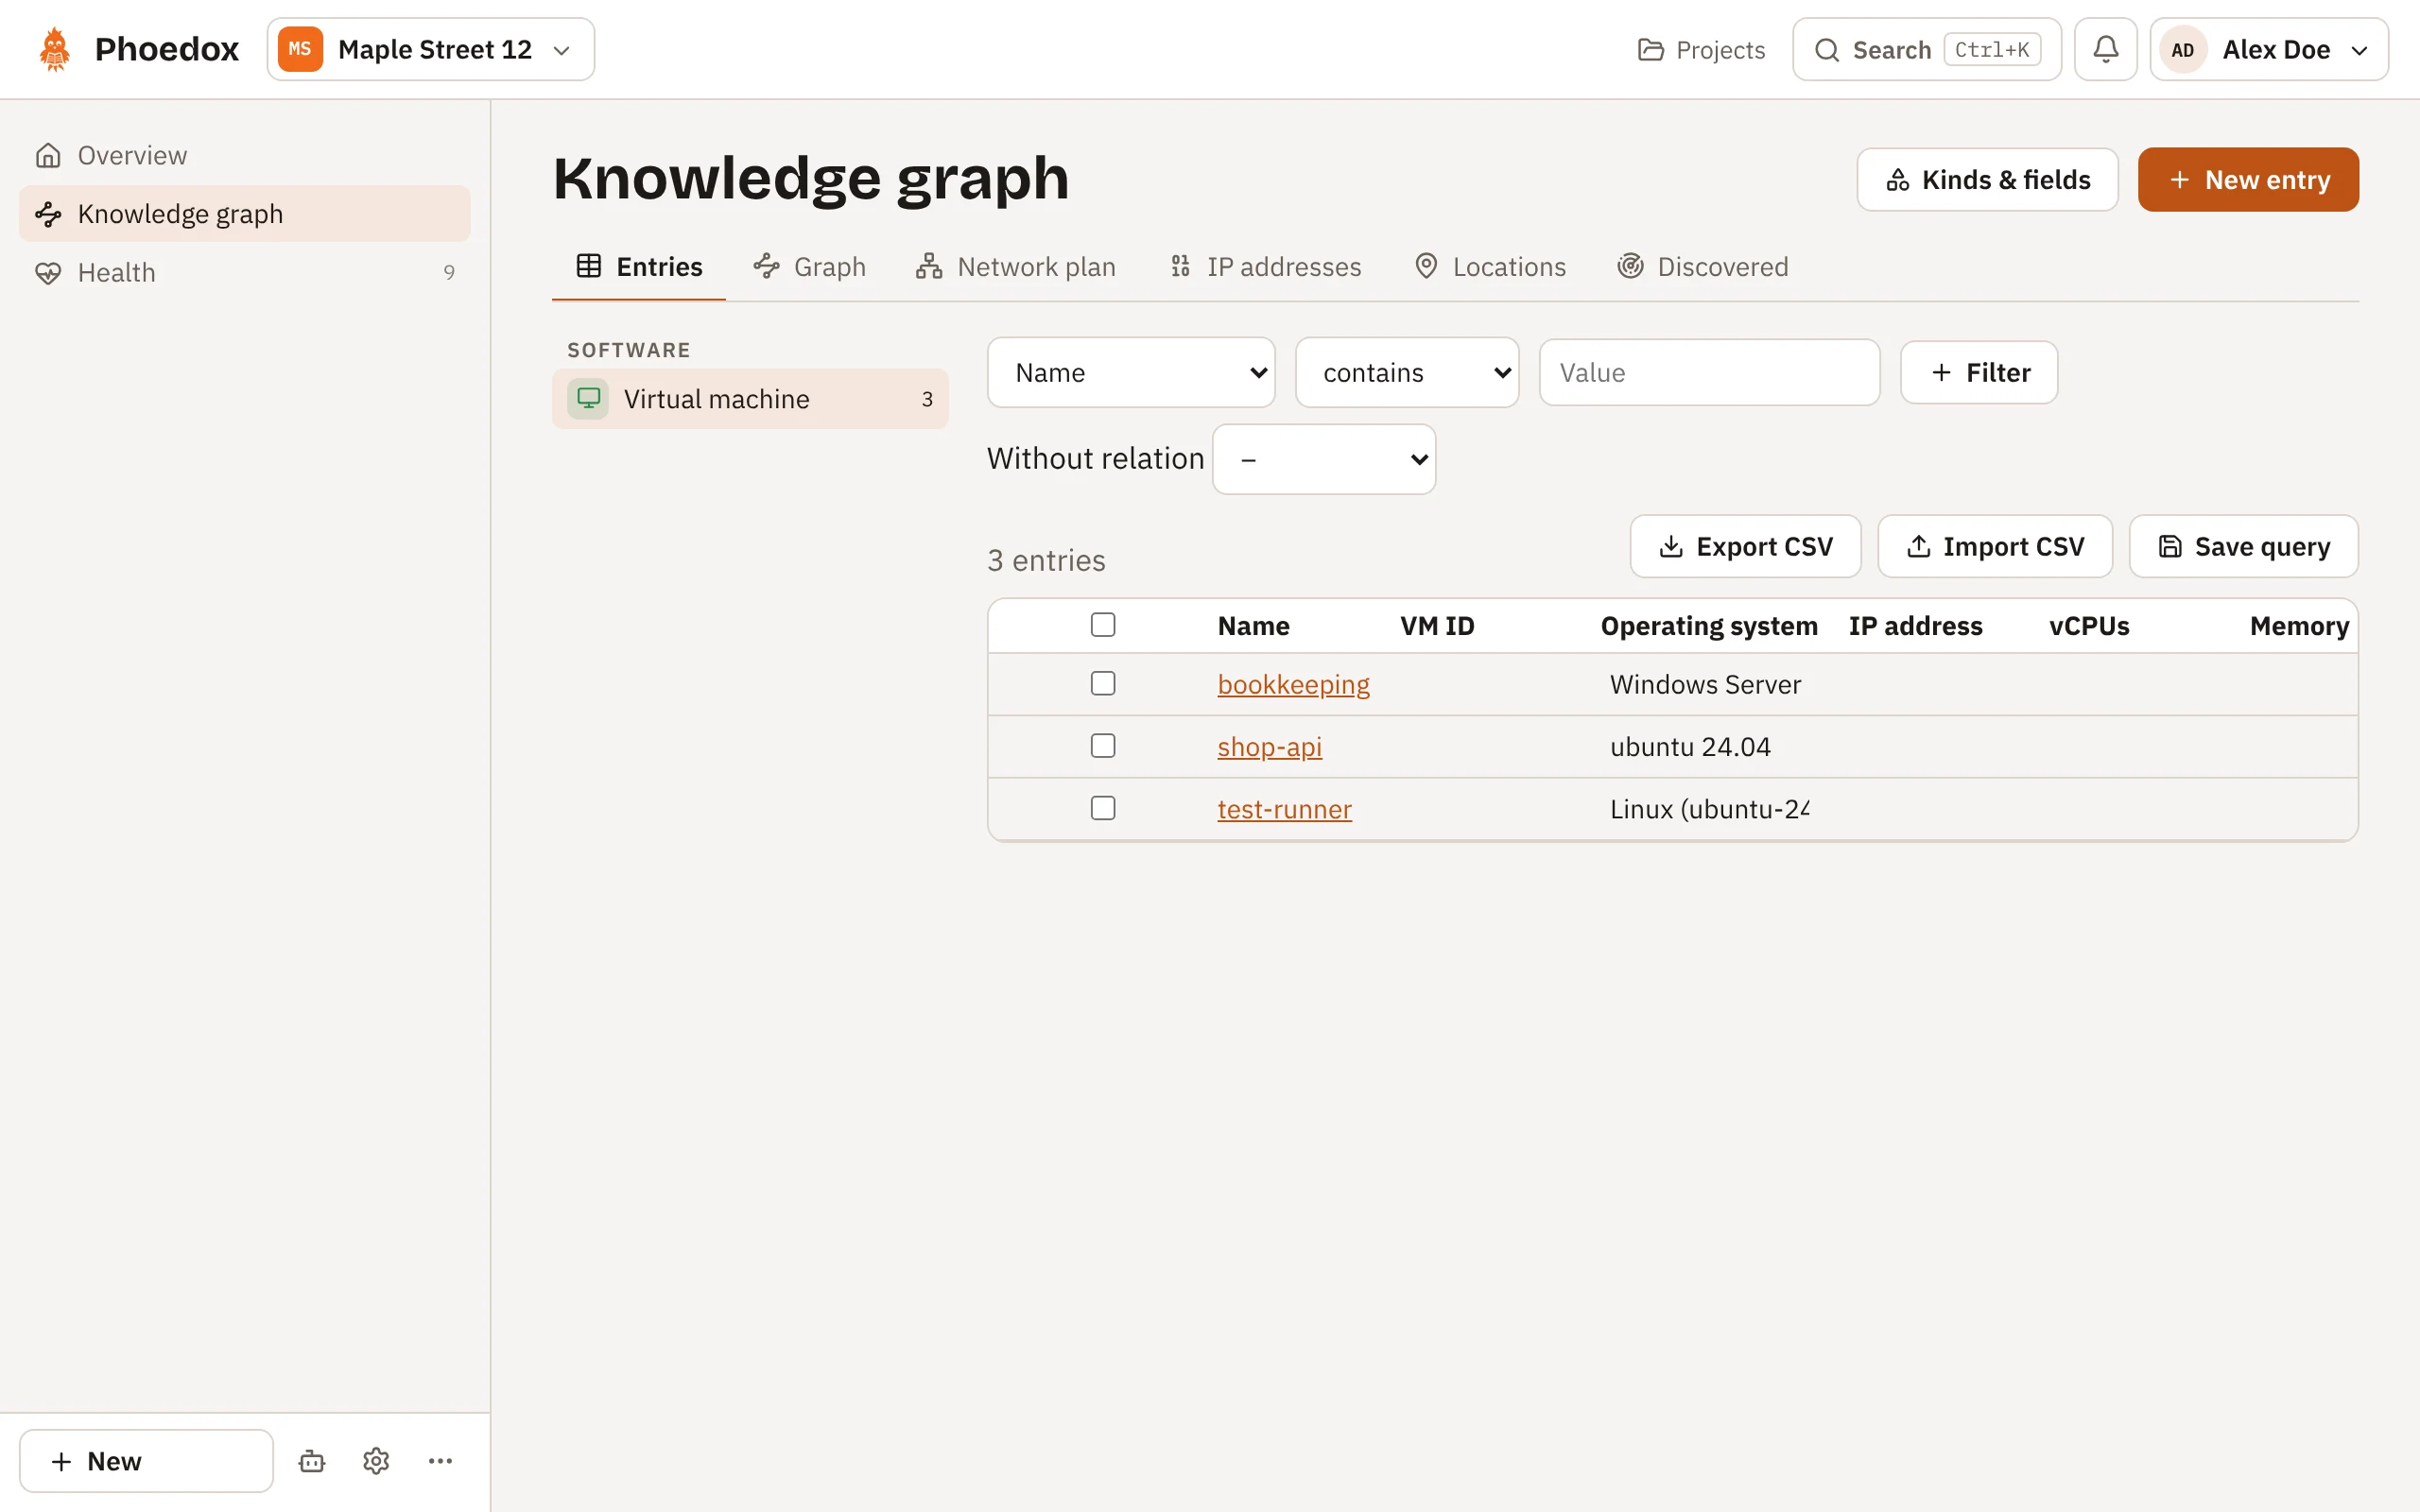 Phoedox
MS Maple Street 12
Projects
Search Ctrl+K
AD Alex Doe
Overview
Knowledge graph
Health 9
Knowledge graph
Kinds & fields
New entry
Entries Graph Network plan IP addresses Locations Discovered
SOFTWARE
Virtual machine 3
Name contains Value Filter
Without relation –
3 entries
Export CSV Import CSV Save query
Name VM ID Operating system IP address vCPUs Memory
bookkeeping Windows Server
shop-api ubuntu 24.04
test-runner Linux (ubuntu-24
New